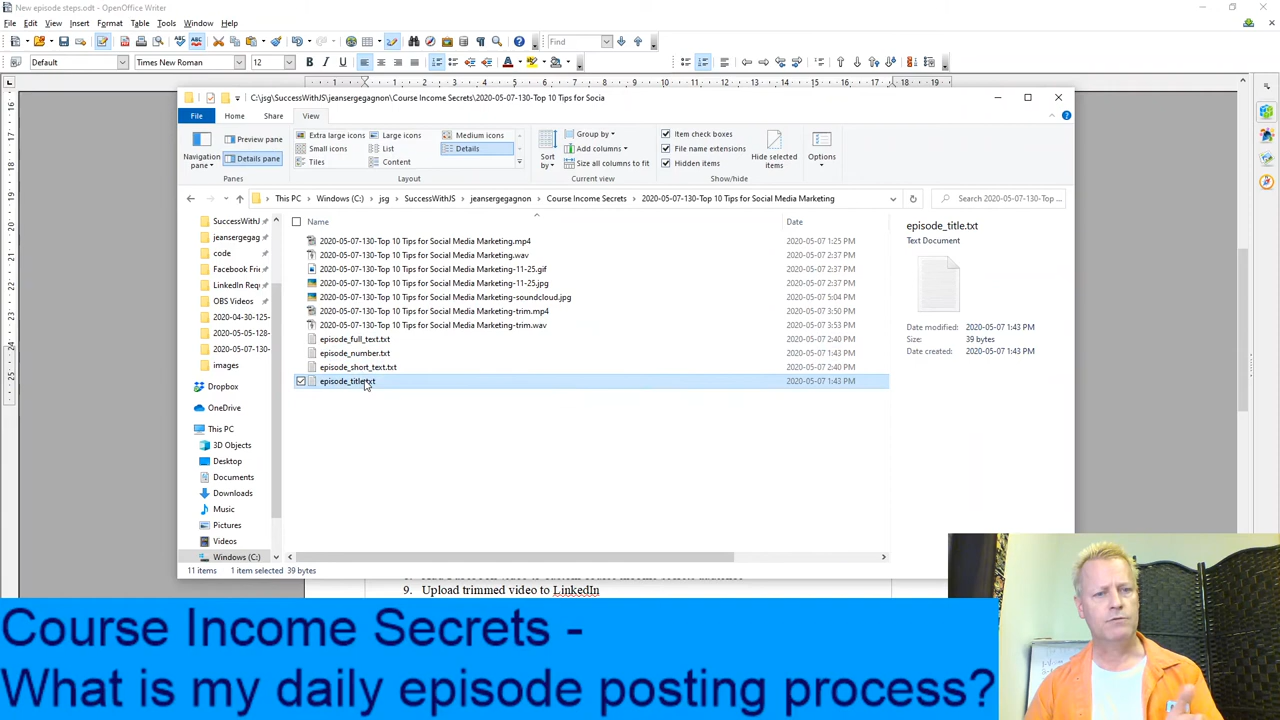 New episode steps.odt - OpenOffice Writer
File Edit View Insert Format Table Tools Window Help
Find
Default Times New Roman 12
C:\jsg\SuccessWithJS\jeansergegagnon\Course Income Secrets\2020-05-07-130-Top 10 Tips for Socia
File Home Share View
Navigation pane
Preview pane
Details pane
Panes
Extra large icons Large icons Medium icons
Small icons List Details
Tiles Content
Layout
Sort by
Group by
Add columns
Size all columns to fit
Current view
Item check boxes
File name extensions
Hidden items
Hide selected items
Show/hide
Options
This PC Windows (C:) jsg SuccessWithJS jeansergegagnon Course Income Secrets 2020-05-07-130-Top 10 Tips for Social Media Marketing
Search 2020-05-07-130-Top ...
SuccessWithJ
jeansergegag
code
Facebook Frie
LinkedIn Req
OBS Videos
2020-04-30-125-
2020-05-05-128-
2020-05-07-130-
images
Dropbox
OneDrive
This PC
3D Objects
Desktop
Documents
Downloads
Music
Pictures
Videos
Windows (C:)
Name Date
2020-05-07-130-Top 10 Tips for Social Media Marketing.mp4 2020-05-07 1:25 PM
2020-05-07-130-Top 10 Tips for Social Media Marketing.wav 2020-05-07 2:37 PM
2020-05-07-130-Top 10 Tips for Social Media Marketing-11-25.gif 2020-05-07 2:37 PM
2020-05-07-130-Top 10 Tips for Social Media Marketing-11-25.jpg 2020-05-07 2:37 PM
2020-05-07-130-Top 10 Tips for Social Media Marketing-soundcloud.jpg 2020-05-07 5:04 PM
2020-05-07-130-Top 10 Tips for Social Media Marketing-trim.mp4 2020-05-07 3:50 PM
2020-05-07-130-Top 10 Tips for Social Media Marketing-trim.wav 2020-05-07 3:53 PM
episode_full_text.txt 2020-05-07 2:40 PM
episode_number.txt 2020-05-07 1:43 PM
episode_short_text.txt 2020-05-07 2:40 PM
episode_title.txt 2020-05-07 1:43 PM
episode_title.txt
Text Document
Date modified: 2020-05-07 1:43 PM
Size: 39 bytes
Date created: 2020-05-07 1:43 PM
11 items 1 item selected 39 bytes
9. Upload trimmed video to LinkedIn
Course Income Secrets -
What is my daily episode posting process?